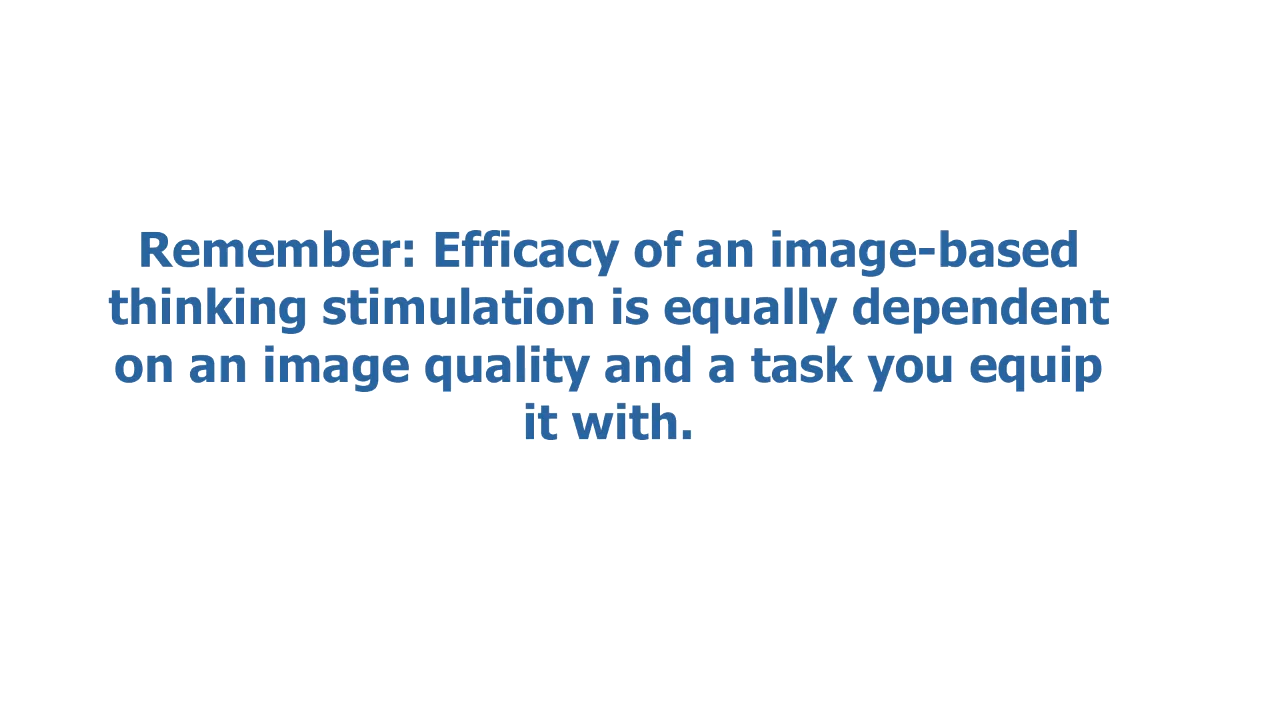 Remember: Efficacy of an image-based
thinking stimulation is equally dependent
on an image quality and a task you equip
it with.